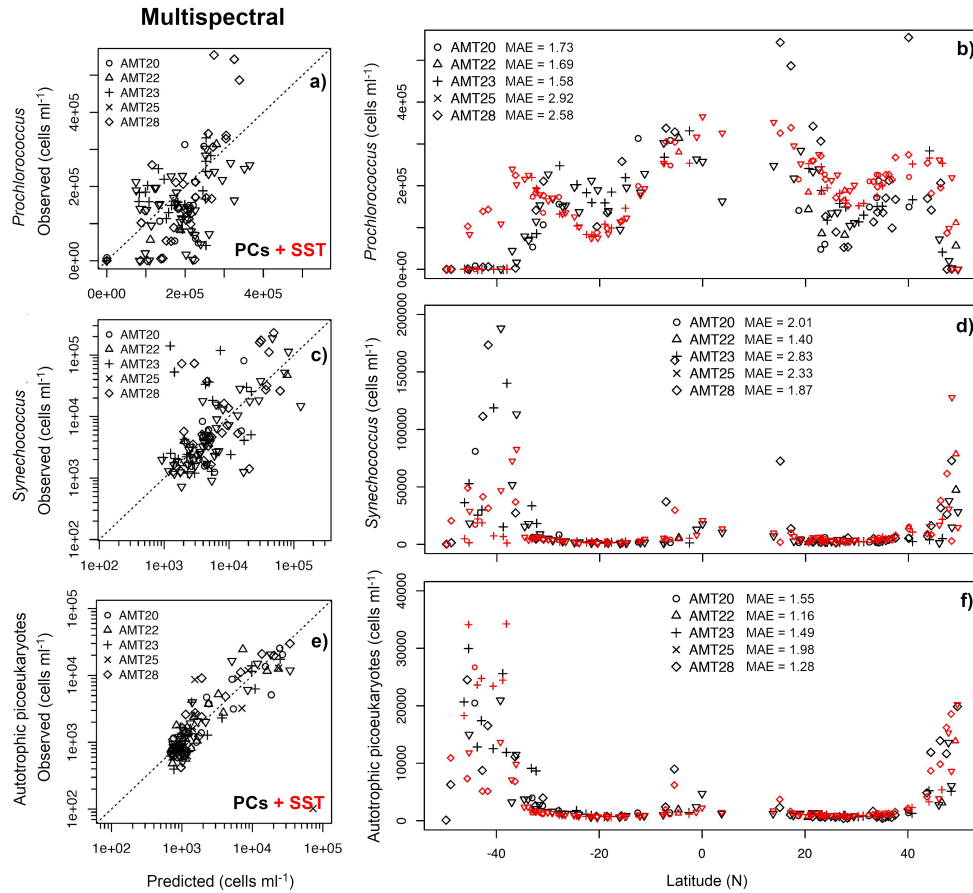 Multispectral
Prochlorococcus
Observed (cells ml-1)
0e+00 2e+05 4e+05
AMT20
AMT22
AMT23
AMT25
AMT28
a)
PCs + SST
0e+00 2e+05 4e+05
Prochlorococcus (cells ml-1)
0e+00 2e+05 4e+05
AMT20 MAE = 1.73
AMT22 MAE = 1.69
AMT23 MAE = 1.58
AMT25 MAE = 2.92
AMT28 MAE = 2.58
b)
Synechococcus
Observed (cells ml-1)
1e+02 1e+03 1e+04 1e+05
AMT20
AMT22
AMT23
AMT25
AMT28
c)
1e+02 1e+03 1e+04 1e+05
Synechococcus (cells ml-1)
0 50000 100000 150000 200000
AMT20 MAE = 2.01
AMT22 MAE = 1.40
AMT23 MAE = 2.83
AMT25 MAE = 2.33
AMT28 MAE = 1.87
d)
Autotrophic picoeukaryotes
Observed (cells ml-1)
1e+02 1e+03 1e+04 1e+05
AMT20
AMT22
AMT23
AMT25
AMT28
e)
PCs + SST
1e+02 1e+03 1e+04 1e+05
Predicted (cells ml-1)
Autotrophic picoeukaryotes (cells ml-1)
0 10000 20000 30000 40000
AMT20 MAE = 1.55
AMT22 MAE = 1.16
AMT23 MAE = 1.49
AMT25 MAE = 1.98
AMT28 MAE = 1.28
f)
-40 -20 0 20 40
Latitude (N)